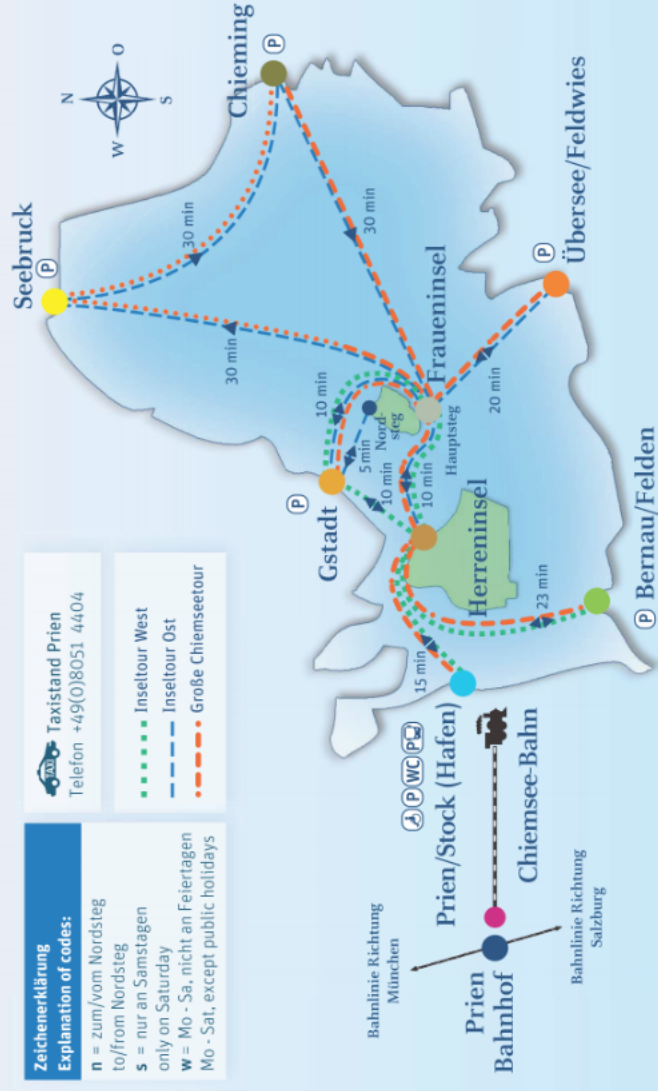 Zeichenerklärung
Explanation of codes:
n = zum/vom Nordsteg
to/from Nordsteg
s = nur an Samstagen
only on Saturday
w = Mo - Sa, nicht an Feiertagen
Mo - Sat, except public holidays
TAXI
Taxistand Prien
Telefon +49(0)8051 4404
Inseltour West
Inseltour Ost
Große Chiemseetour
N
W
O
S
Seebruck
P
Chieming
P
30 min
30 min
30 min
Gstadt
P
10 min
5 min
Nord-
steg
10 min
10 min
Fraueninsel
Hauptsteg
20 min
P
Übersee/Feldwies
Herreninsel
15 min
23 min
P
Bernau/Felden
P WC P
Prien/Stock (Hafen)
Chiemsee-Bahn
Bahnlinie Richtung
München
Prien
Bahnhof
Bahnlinie Richtung
Salzburg